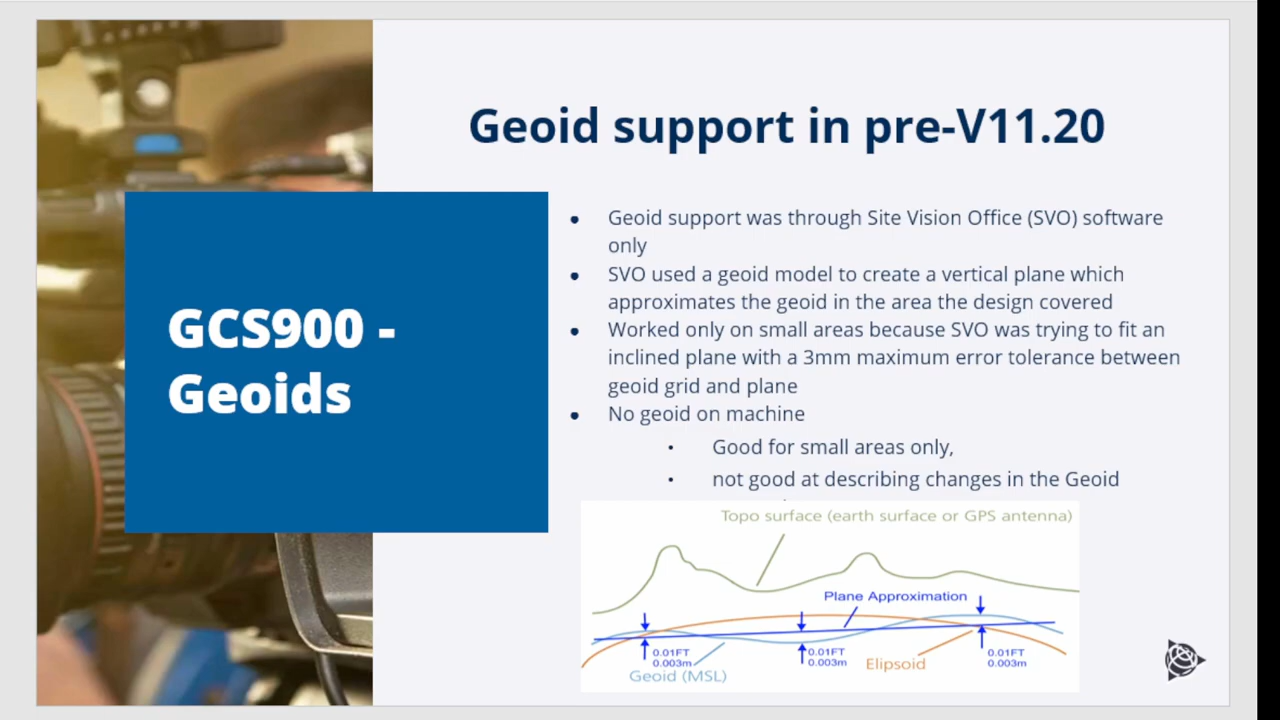 Geoid support in pre-V11.20
GCS900 -
Geoids
● Geoid support was through Site Vision Office (SVO) software
only
● SVO used a geoid model to create a vertical plane which
approximates the geoid in the area the design covered
● Worked only on small areas because SVO was trying to fit an
inclined plane with a 3mm maximum error tolerance between
geoid grid and plane
● No geoid on machine
• Good for small areas only,
• not good at describing changes in the Geoid
Topo surface (earth surface or GPS antenna)
Plane Approximation
0.01FT
0.003m
0.01FT
0.003m
0.01FT
0.003m
Elipsoid
Geoid (MSL)